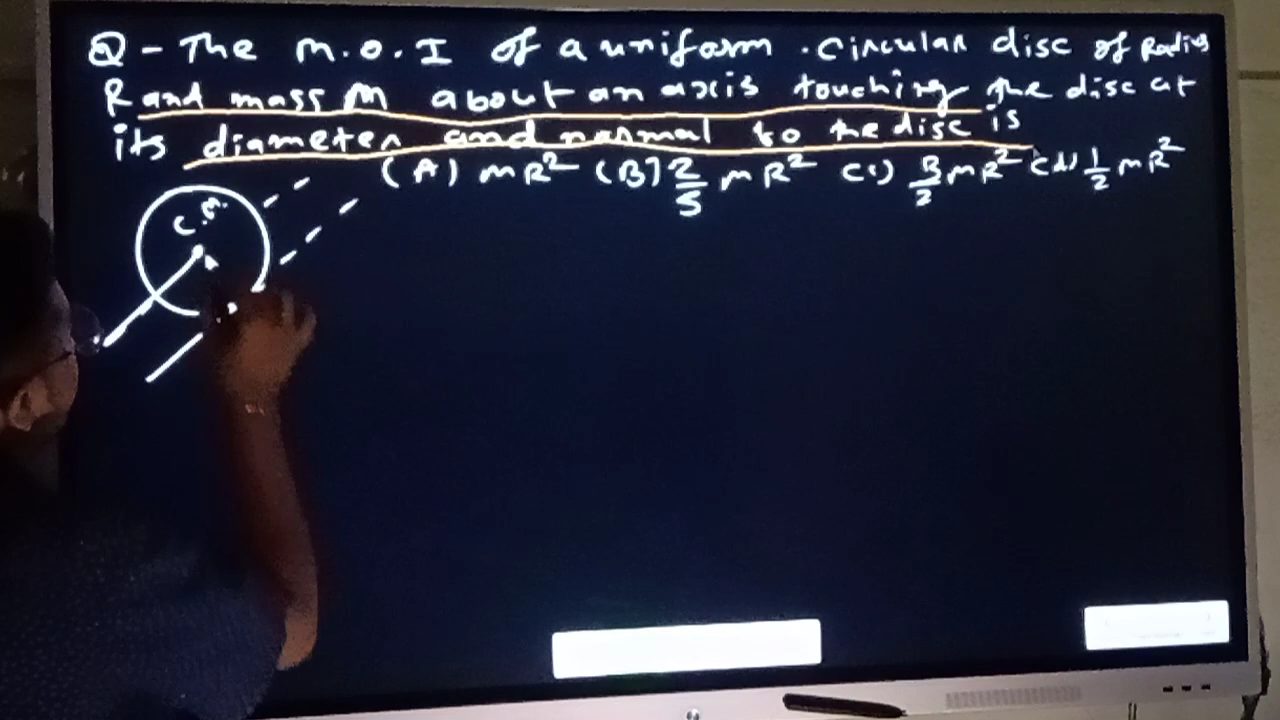 Q - The M.O.I of a uniform circular disc of Radius
R and mass M about an axis touching the disc at
its diameter and normal to the disc is
(A) MR² (B) 2/5 MR² (C) 3/2 MR² (d) 1/2 MR²
C.M.